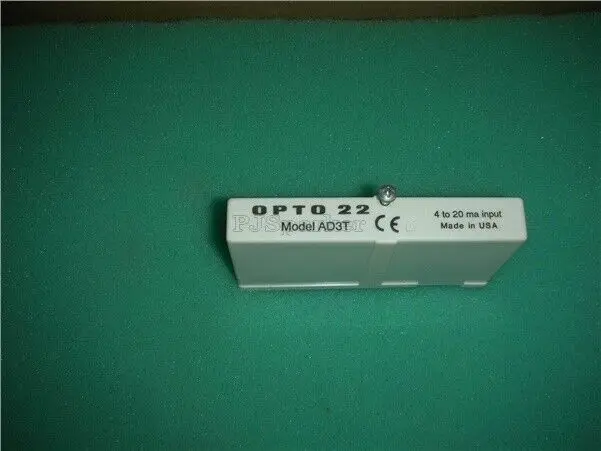 OPTO 22
Model AD3T
CE
4 to 20 ma input
Made in USA